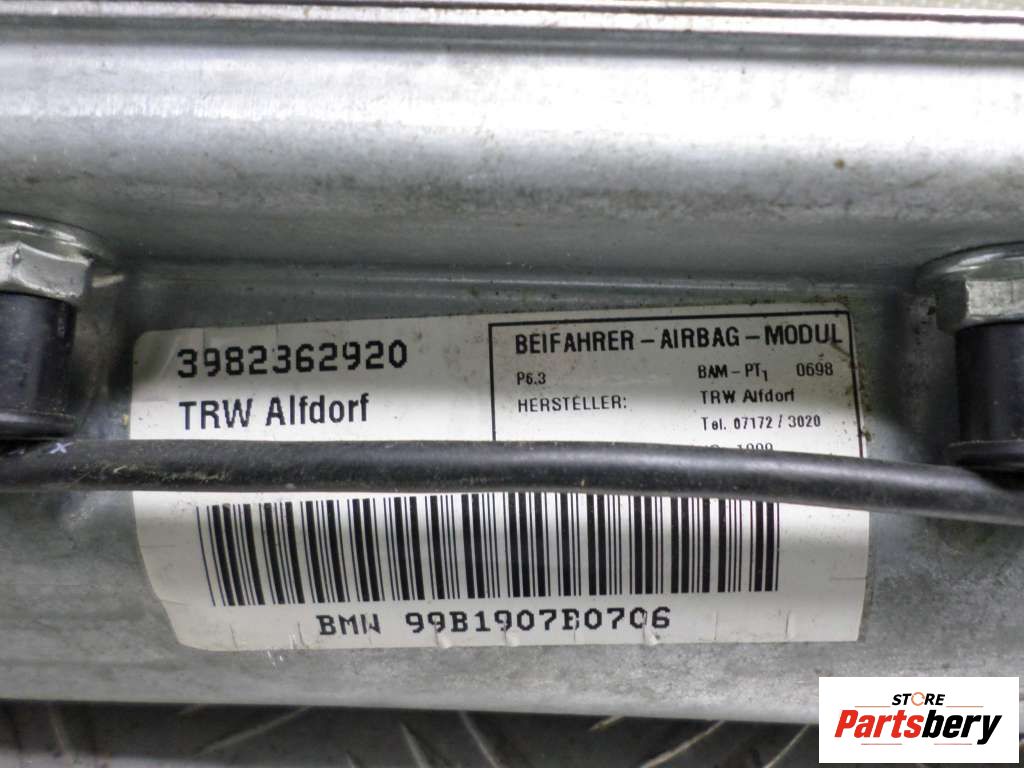 3982362920
TRW Alfdorf
BEIFAHRER - AIRBAG - MODUL
P6.3 BAM - PT1 0698
HERSTELLER: TRW Alfdorf
Tel. 07172 / 3020
BMW 99B1907B0706
STORE
Partsbery